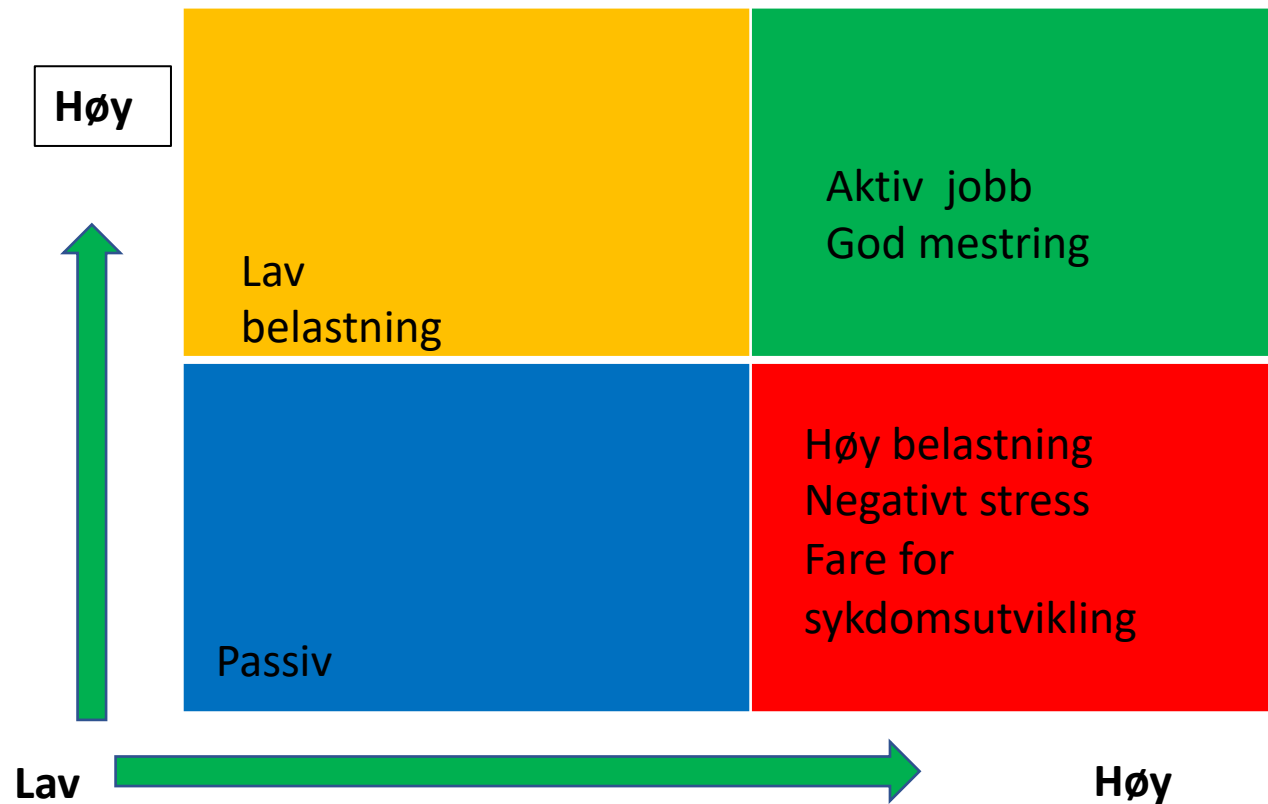 Høy
Aktiv jobb
God mestring
Lav
belastning
Høy belastning
Negativt stress
Fare for
sykdomsutvikling
Passiv
Lav
Høy